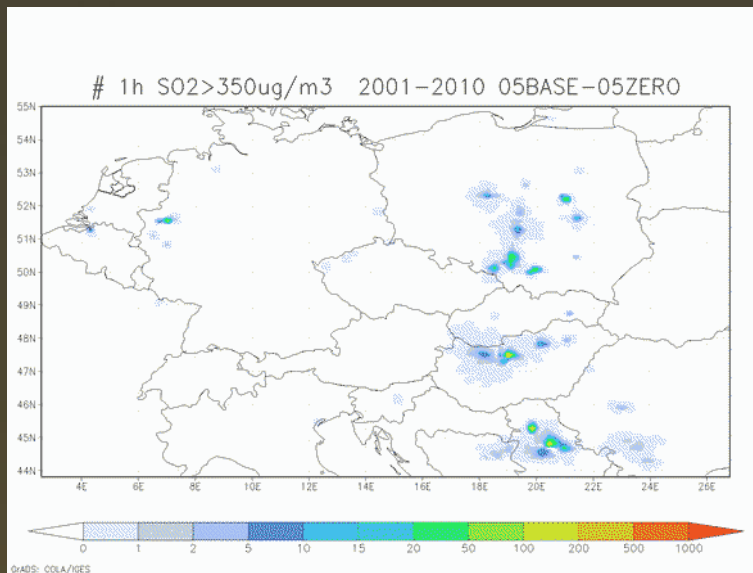 # 1h SO2>350ug/m3 2001-2010 05BASE-05ZERO
55N
54N
53N
52N
51N
50N
49N
48N
47N
46N
45N
44N
4E 6E 8E 10E 12E 14E 16E 18E 20E 22E 24E 26E
0 1 2 5 10 15 20 50 100 200 500 1000
GrADS: COLA/IGES